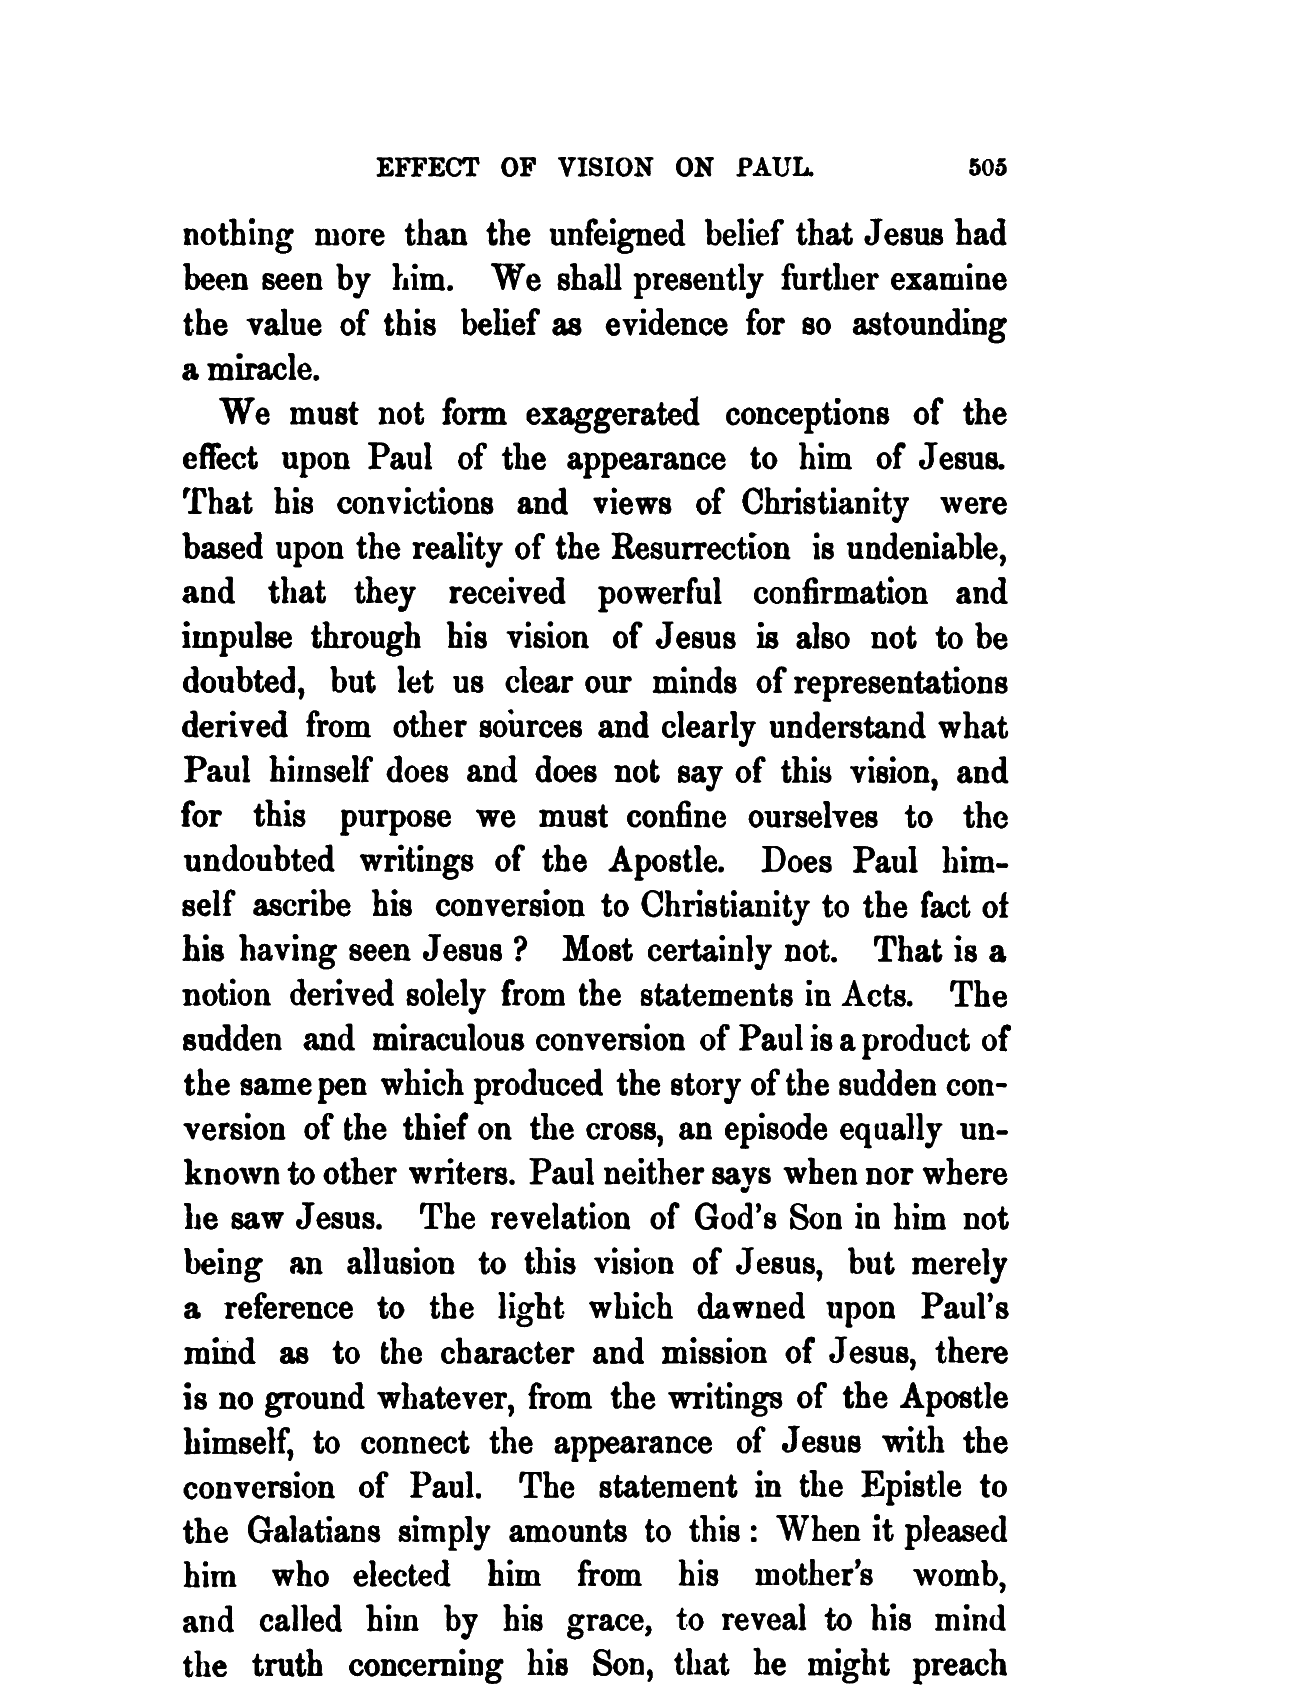 EFFECT OF VISION ON PAUL. 505
nothing more than the unfeigned belief that Jesus had
been seen by him. We shall presently further examine
the value of this belief as evidence for so astounding
a miracle.
We must not form exaggerated conceptions of the
effect upon Paul of the appearance to him of Jesus.
That his convictions and views of Christianity were
based upon the reality of the Resurrection is undeniable,
and that they received powerful confirmation and
impulse through his vision of Jesus is also not to be
doubted, but let us clear our minds of representations
derived from other sources and clearly understand what
Paul himself does and does not say of this vision, and
for this purpose we must confine ourselves to the
undoubted writings of the Apostle. Does Paul him-
self ascribe his conversion to Christianity to the fact of
his having seen Jesus ? Most certainly not. That is a
notion derived solely from the statements in Acts. The
sudden and miraculous conversion of Paul is a product of
the same pen which produced the story of the sudden con-
version of the thief on the cross, an episode equally un-
known to other writers. Paul neither says when nor where
he saw Jesus. The revelation of God's Son in him not
being an allusion to this vision of Jesus, but merely
a reference to the light which dawned upon Paul's
mind as to the character and mission of Jesus, there
is no ground whatever, from the writings of the Apostle
himself, to connect the appearance of Jesus with the
conversion of Paul. The statement in the Epistle to
the Galatians simply amounts to this : When it pleased
him who elected him from his mother's womb,
and called him by his grace, to reveal to his mind
the truth concerning his Son, that he might preach